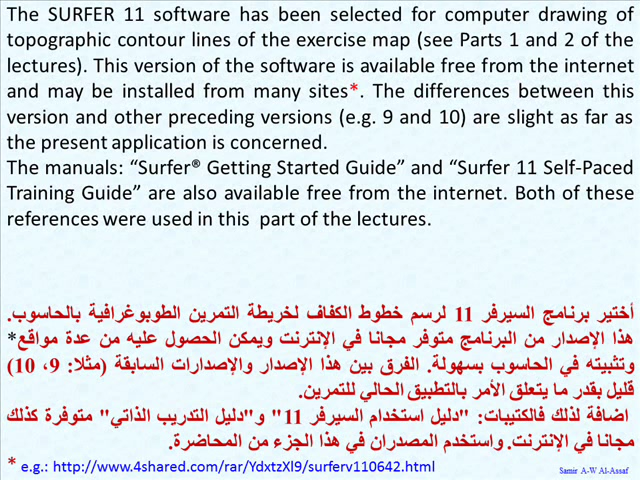 The SURFER 11 software has been selected for computer drawing of
topographic contour lines of the exercise map (see Parts 1 and 2 of the
lectures). This version of the software is available free from the internet
and may be installed from many sites*. The differences between this
version and other preceding versions (e.g. 9 and 10) are slight as far as
the present application is concerned.
The manuals: “Surfer® Getting Started Guide” and “Surfer 11 Self-Paced
Training Guide” are also available free from the internet. Both of these
references were used in this  part of the lectures.
أختير برنامج السيرفر 11 لرسم خطوط الكفاف لخريطة التمرين الطوبوغرافية بالحاسوب.
هذا الإصدار من البرنامج متوفر مجانا في الإنترنت ويمكن الحصول عليه من عدة مواقع*
وتثبيته في الحاسوب بسهولة. الفرق بين هذا الإصدار والإصدارات السابقة (مثلا: 9، 10)
قليل بقدر ما يتعلق الأمر بالتطبيق الحالي للتمرين.
اضافة لذلك فالكتيبات: "دليل استخدام السيرفر 11" و"دليل التدريب الذاتي" متوفرة كذلك
مجانا في الإنترنت. واستخدم المصدران في هذا الجزء من المحاضرة.
* e.g.: http://www.4shared.com/rar/YdxtzXl9/surferv110642.html
Samir A-W Al-Assaf